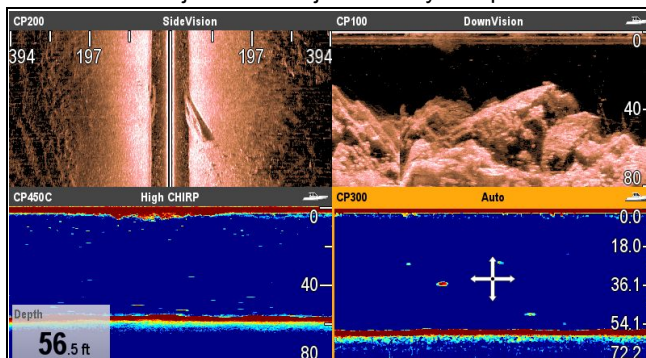 CP200 SideVision
394 197 197 394
CP100 DownVision
0
40
80
CP450C High CHIRP
0
40
80
Depth
56.5 ft
CP300 Auto
0.0
18.0
36.1
54.1
72.2